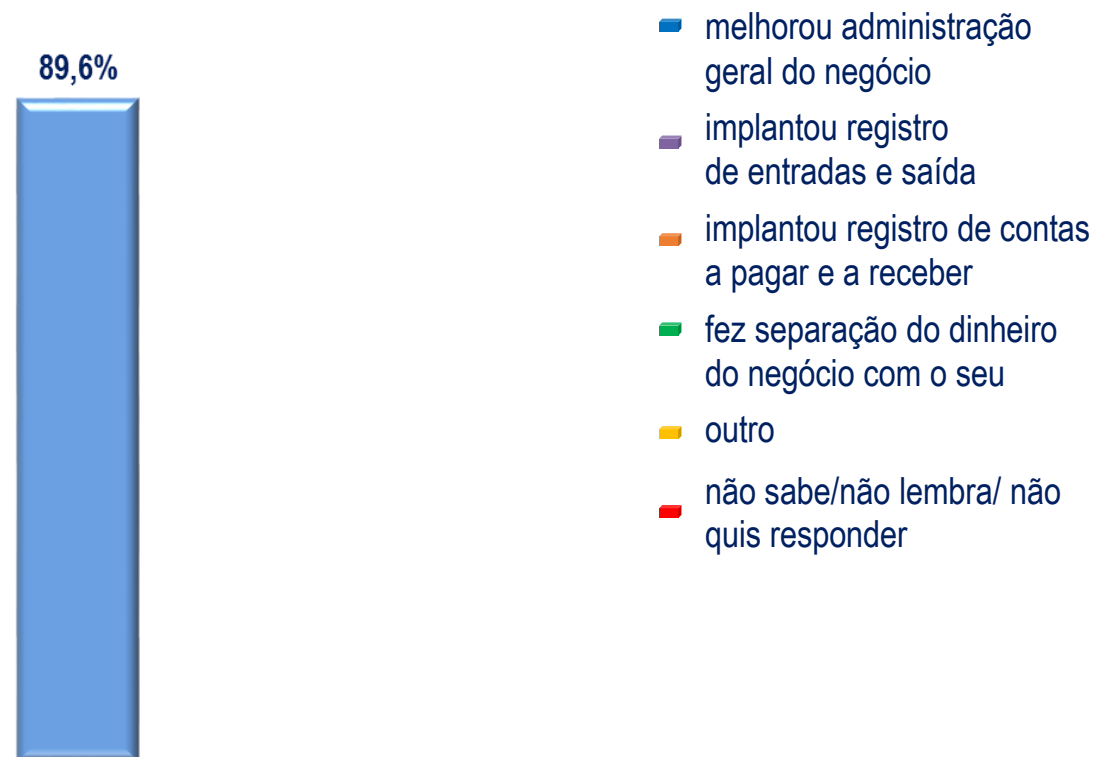 89,6%
melhorou administração
geral do negócio
implantou registro
de entradas e saída
implantou registro de contas
a pagar e a receber
fez separação do dinheiro
do negócio com o seu
outro
não sabe/não lembra/ não
quis responder